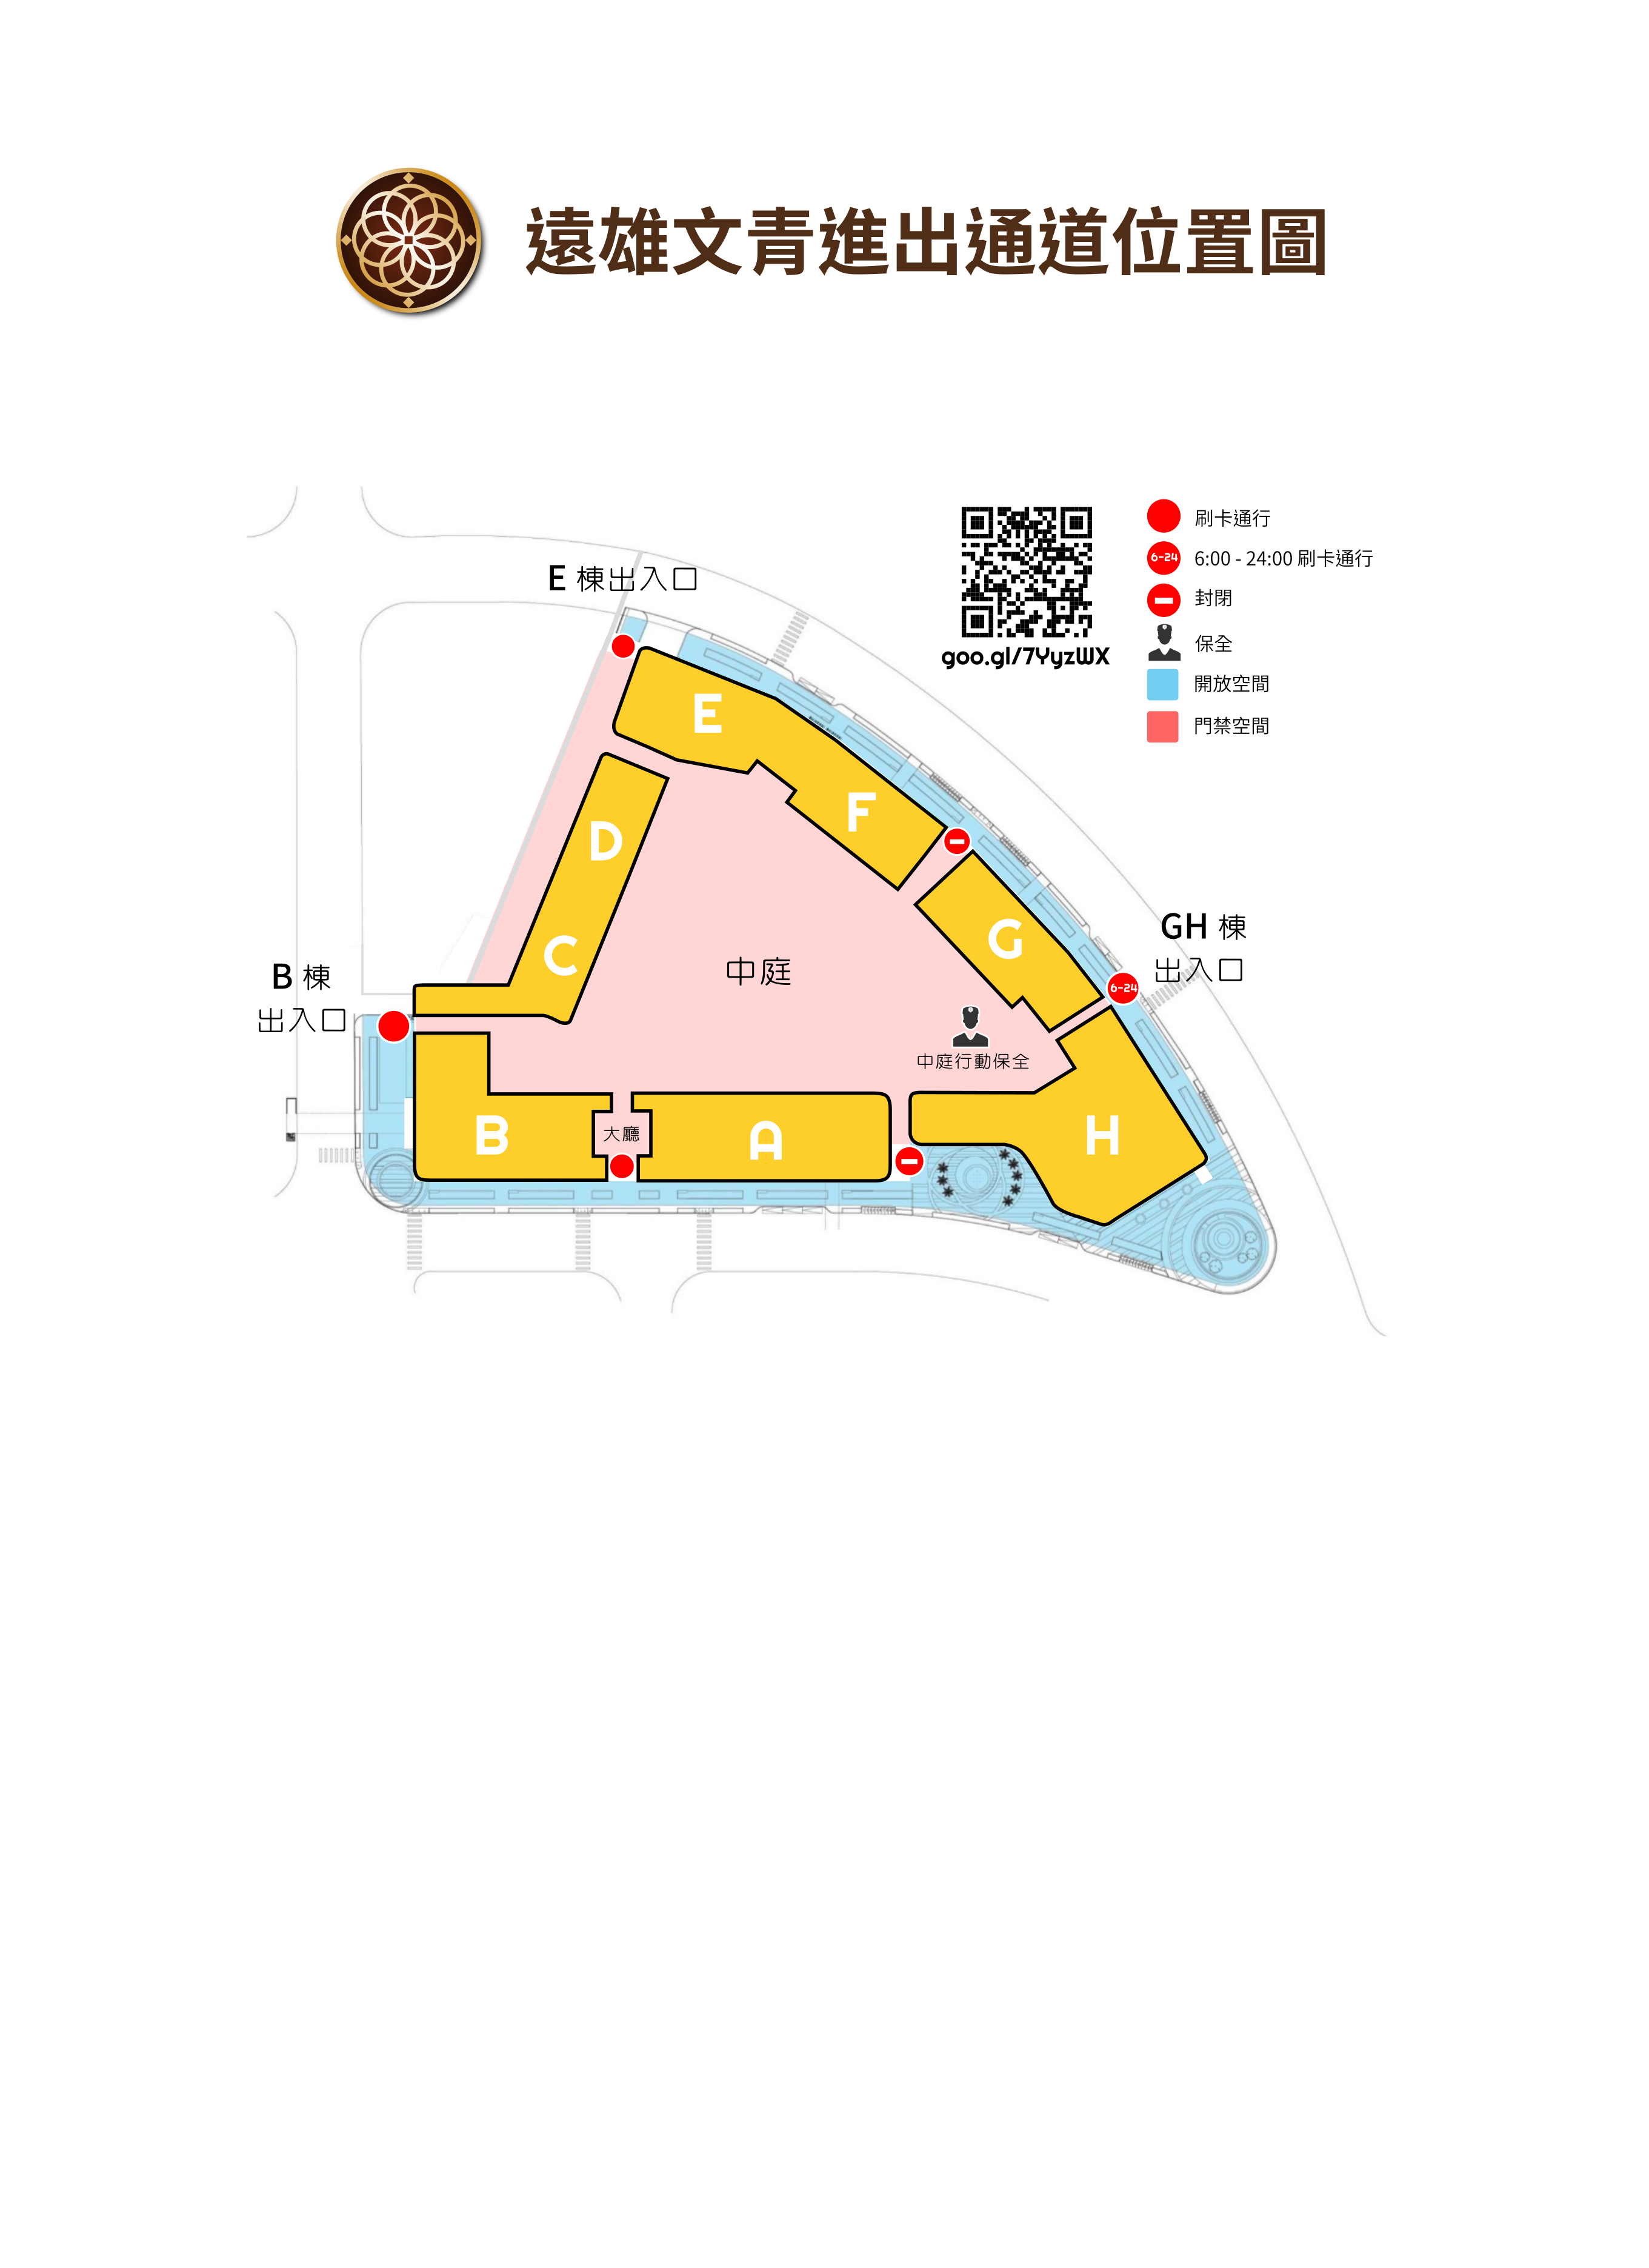 遠雄文青進出通道位置圖
刷卡通行
6-24
6:00 - 24:00 刷卡通行
封閉
goo.gl/7YyzWX
保全
開放空間
門禁空間
E 棟出入口
E
F
D
C
G
GH 棟
出入口
6-24
B 棟
出入口
中庭
中庭行動保全
B
大廳
A
H